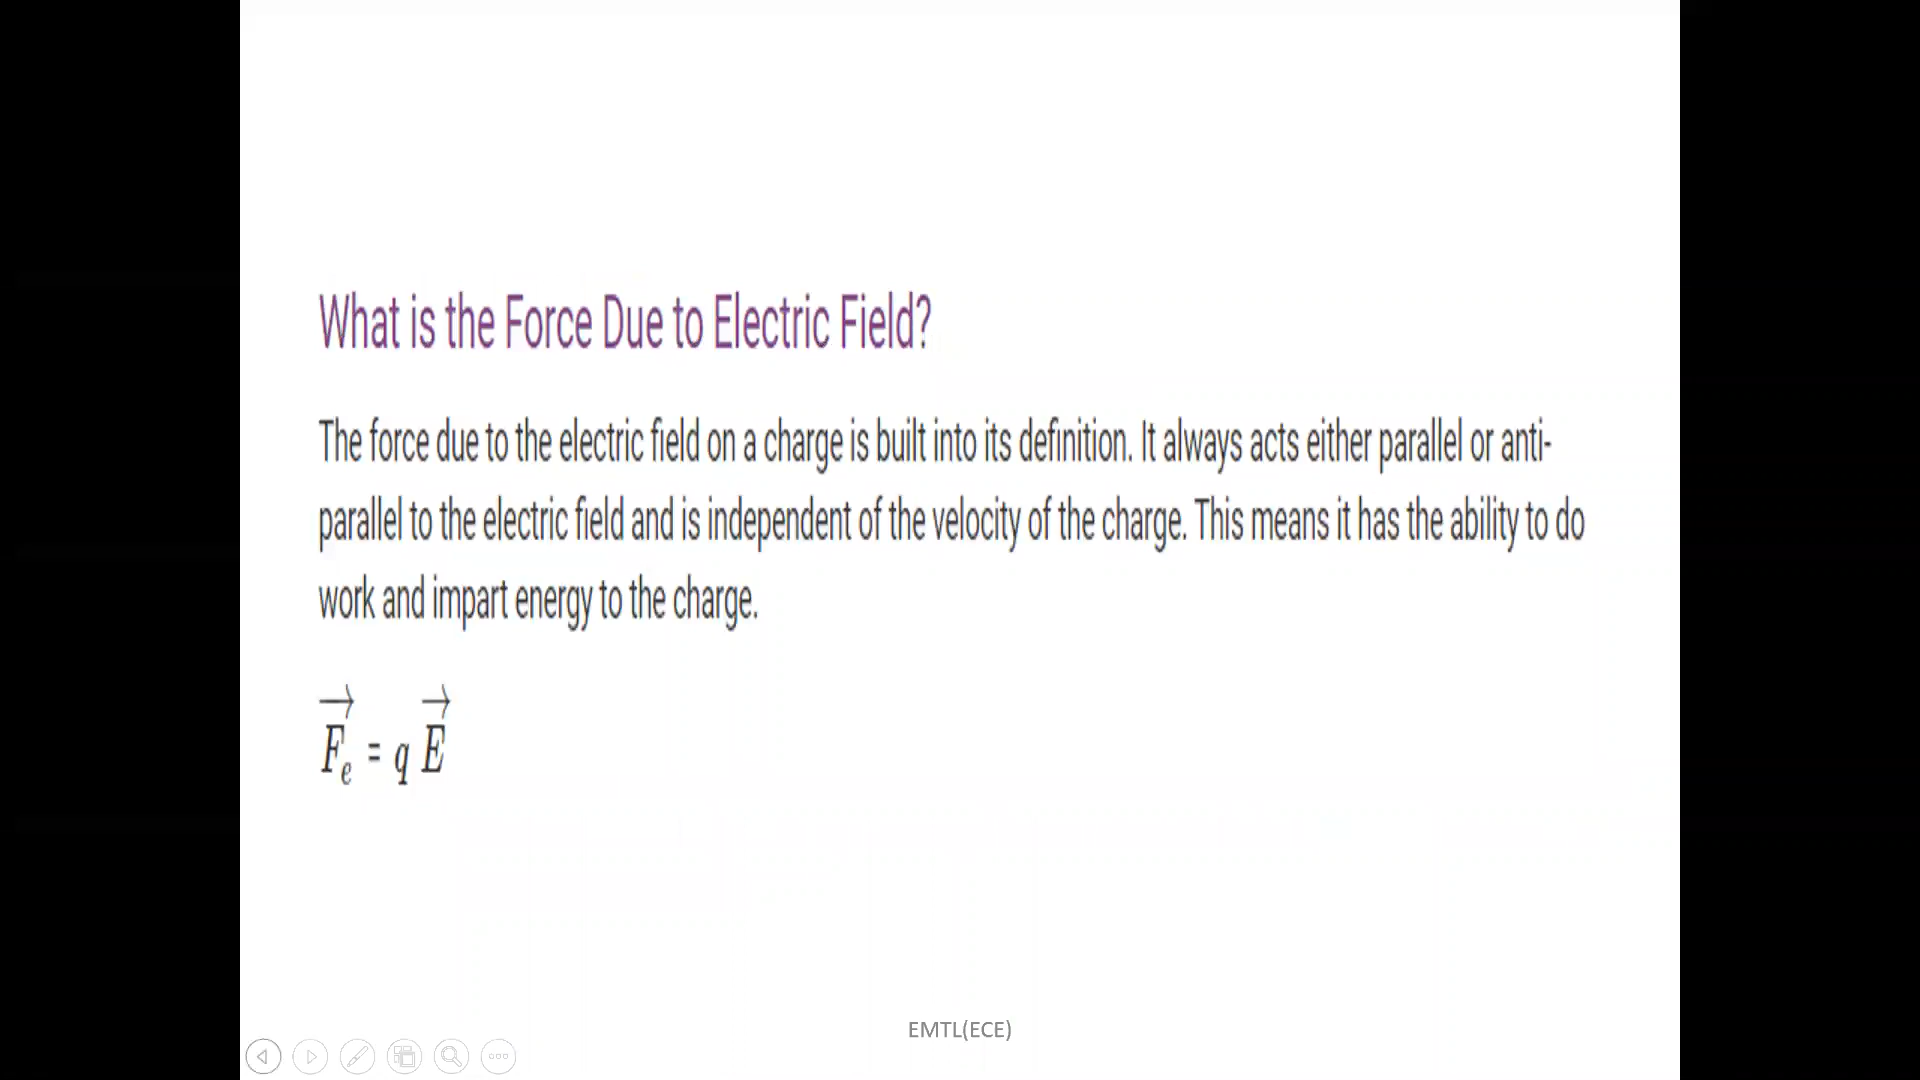 What is the Force Due to Electric Field?
The force due to the electric field on a charge is built into its definition. It always acts either parallel or anti-
parallel to the electric field and is independent of the velocity of the charge. This means it has the ability to do
work and impart energy to the charge.
$\overrightarrow{F_e} = q \overrightarrow{E}$
EMTL(ECE)